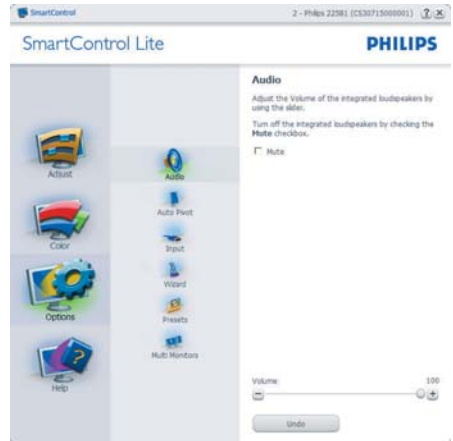 SmartControl
2 - Philips 225B1 (CS30715000001)
SmartControl Lite
PHILIPS
Adjust
Color
Options
Help
Audio
Auto Pivot
Input
Wizard
Presets
Multi Monitors
Audio
Adjust the Volume of the integrated loudspeakers by
using the slider.
Turn off the integrated loudspeakers by checking the
Mute checkbox.
Mute
Volume
100
Undo